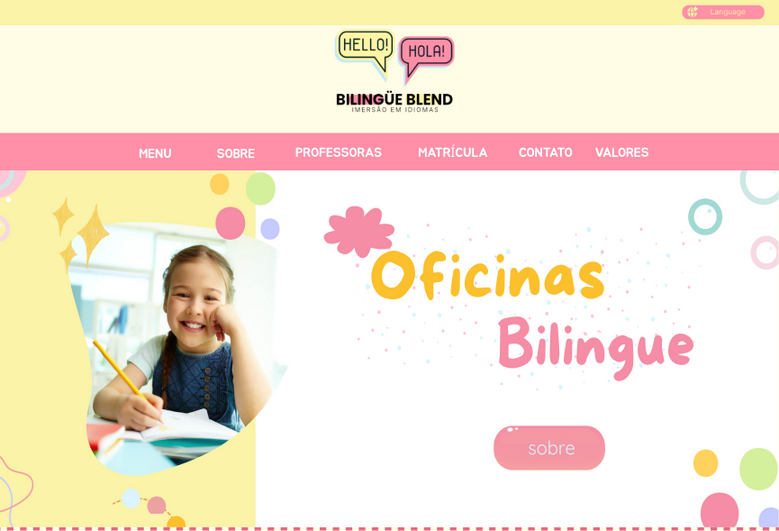 Language
HELLO!
HOLA!
BILINGÜE BLEND
IMERSÃO EM IDIOMAS
MENU
SOBRE
PROFESSORAS
MATRÍCULA
CONTATO
VALORES
Oficinas
Bilingue
sobre